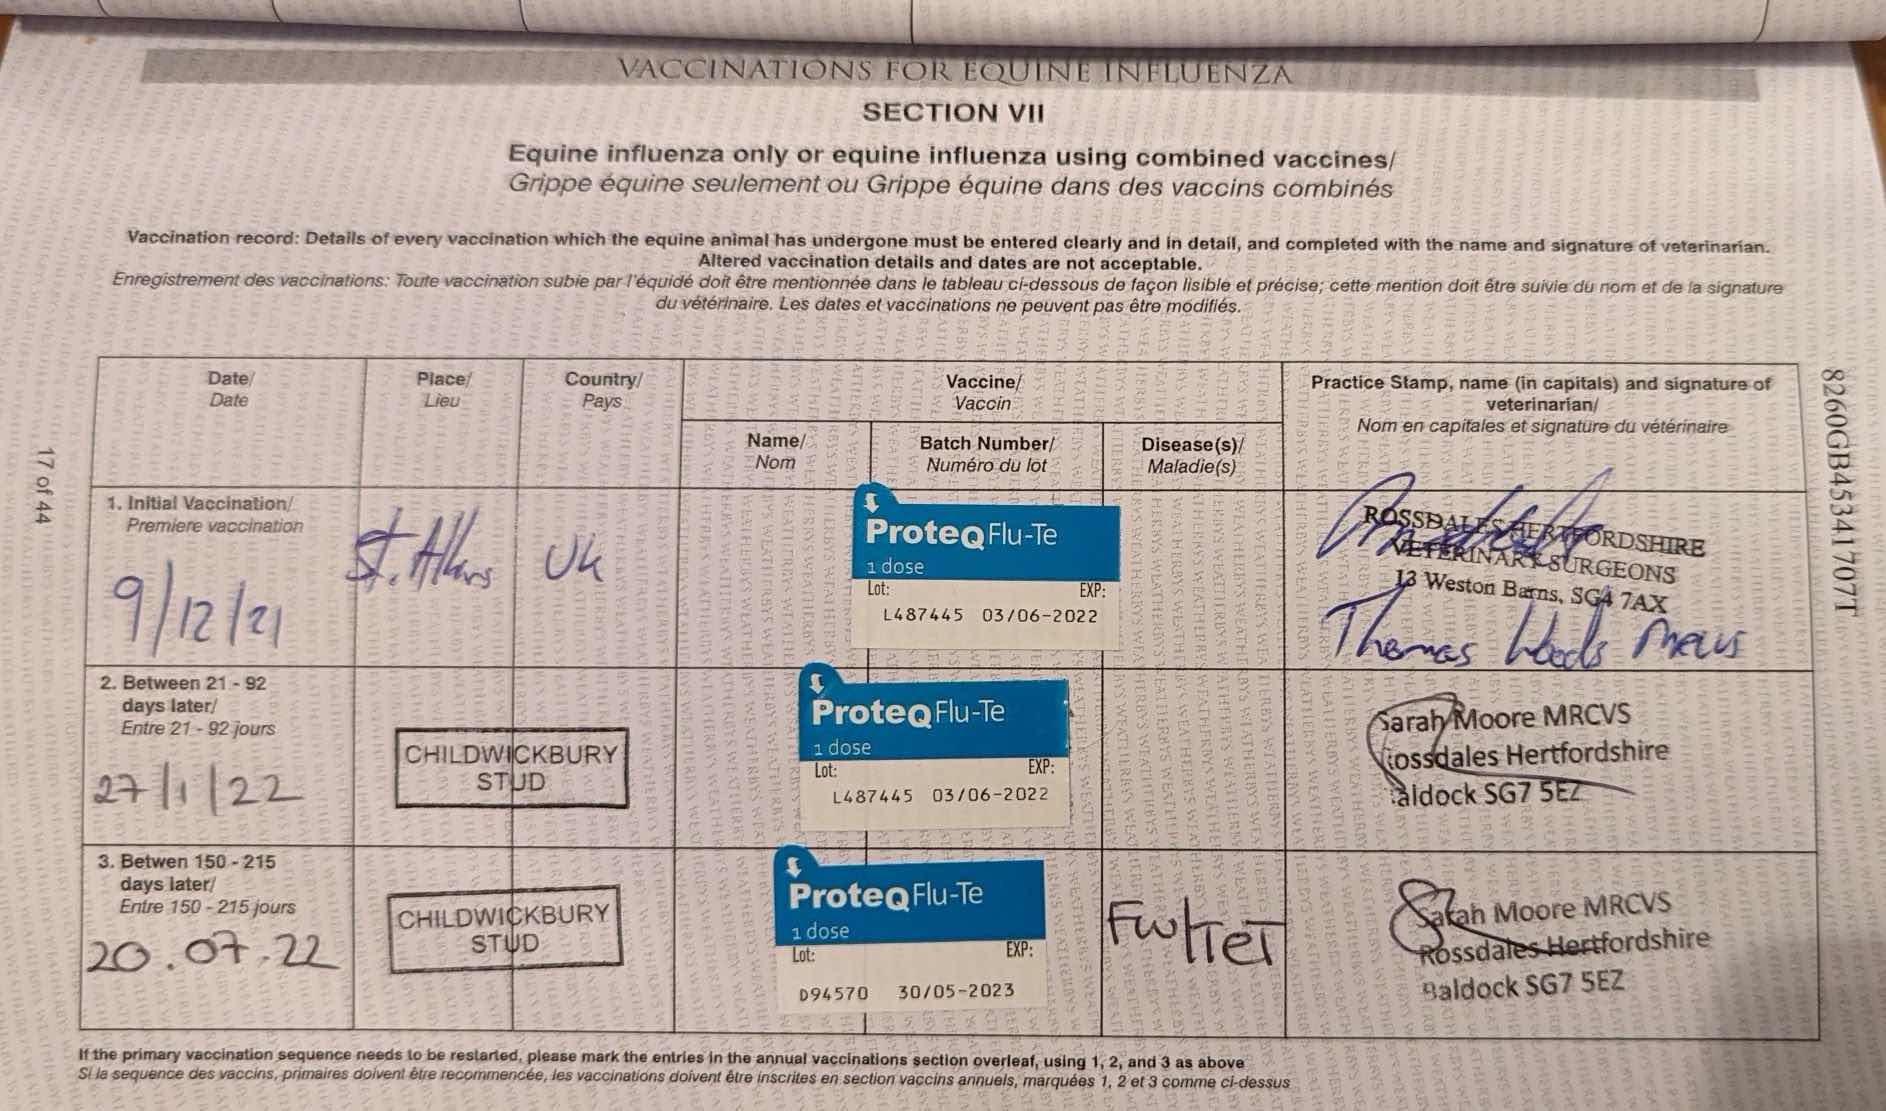 VACCINATIONS FOR EQUINE INFLUENZA
SECTION VII
Equine influenza only or equine influenza using combined vaccines/
Grippe équine seulement ou Grippe équine dans des vaccins combinés
Vaccination record: Details of every vaccination which the equine animal has undergone must be entered clearly and in detail, and completed with the name and signature of veterinarian.
Altered vaccination details and dates are not acceptable.
Enregistrement des vaccinations: Toute vaccination subie par l'équidé doit être mentionnée dans le tableau ci-dessous de façon lisible et précise; cette mention doit être suivie du nom et de la signature
du vétérinaire. Les dates et vaccinations ne peuvent pas être modifiés.
Date/
Date
Place/
Lieu
Country/
Pays
Vaccine/
Vaccin
Name/
Nom
Batch Number/
Numéro du lot
Disease(s)/
Maladie(s)
Practice Stamp, name (in capitals) and signature of
veterinarian/
Nom en capitales et signature du vétérinaire
1. Initial Vaccination/
Premiere vaccination
9/12/21
St. Albans
UK
ProteqFlu-Te
1 dose
Lot: EXP:
L487445 03/06-2022
ROSSDALES HERTFORDSHIRE
VETERINARY SURGEONS
13 Weston Barns, SG4 7AX
Thomas Woods MRCVS
2. Between 21 - 92
days later/
Entre 21 - 92 jours
27/1/22
CHILDWICKBURY
STUD
ProteqFlu-Te
1 dose
Lot: EXP:
L487445 03/06-2022
Sarah Moore MRCVS
Rossdales Hertfordshire
Baldock SG7 5EZ
3. Betwen 150 - 215
days later/
Entre 150 - 215 jours
20.07.22
CHILDWICKBURY
STUD
ProteqFlu-Te
1 dose
Lot: EXP:
D94570 30/05-2023
Flu/TeT
Sarah Moore MRCVS
Rossdales Hertfordshire
Baldock SG7 5EZ
If the primary vaccination sequence needs to be restarted, please mark the entries in the annual vaccinations section overleaf, using 1, 2, and 3 as above
Si la sequence des vaccins, primaires doivent être recommencée, les vaccinations doivent être inscrites en section vaccins annuels, marquées 1, 2 et 3 comme ci-dessus
17 of 44
8260GB45341707T